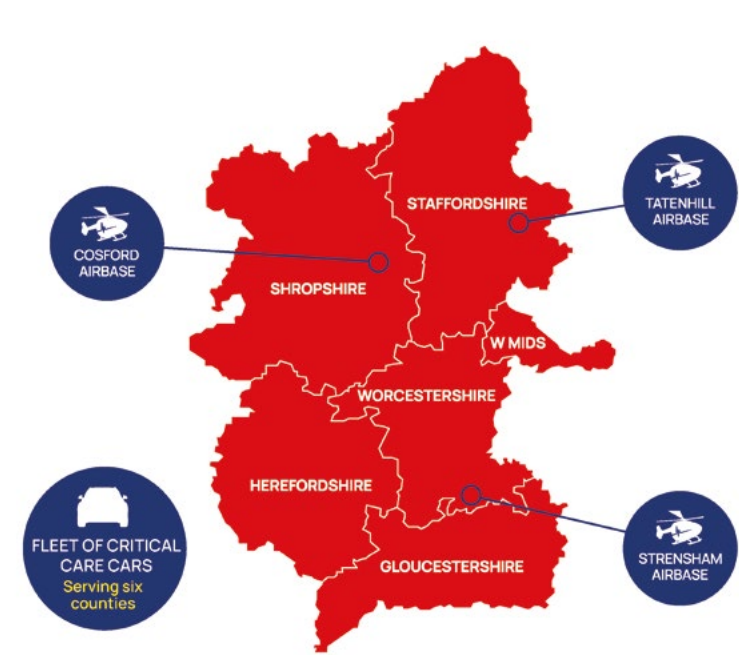 STAFFORDSHIRE
TATENHILL
AIRBASE
COSFORD
AIRBASE
SHROPSHIRE
W MIDS
WORCESTERSHIRE
HEREFORDSHIRE
FLEET OF CRITICAL
CARE CARS
Serving six
counties
GLOUCESTERSHIRE
STRENSHAM
AIRBASE